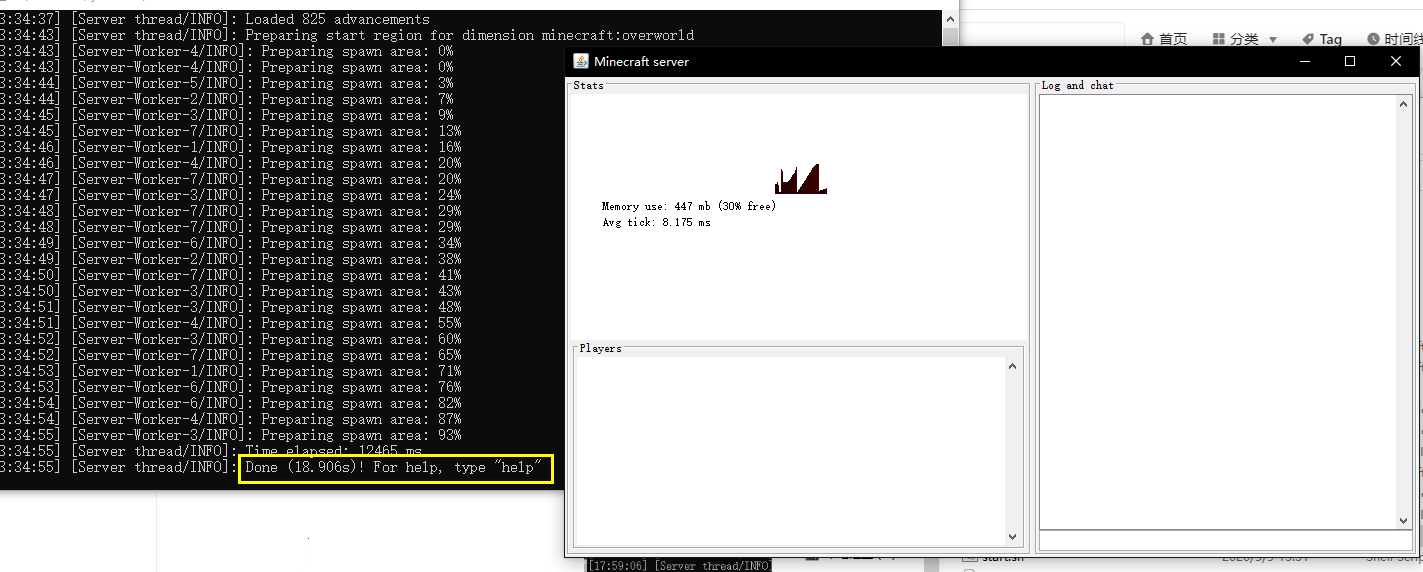 3:34:37] [Server thread/INFO]: Loaded 825 advancements
3:34:43] [Server thread/INFO]: Preparing start region for dimension minecraft:overworld
3:34:43] [Server-Worker-4/INFO]: Preparing spawn area: 0%
3:34:43] [Server-Worker-4/INFO]: Preparing spawn area: 0%
3:34:44] [Server-Worker-5/INFO]: Preparing spawn area: 3%
3:34:44] [Server-Worker-2/INFO]: Preparing spawn area: 7%
3:34:45] [Server-Worker-3/INFO]: Preparing spawn area: 9%
3:34:45] [Server-Worker-7/INFO]: Preparing spawn area: 13%
3:34:46] [Server-Worker-1/INFO]: Preparing spawn area: 16%
3:34:46] [Server-Worker-4/INFO]: Preparing spawn area: 20%
3:34:47] [Server-Worker-7/INFO]: Preparing spawn area: 20%
3:34:47] [Server-Worker-3/INFO]: Preparing spawn area: 24%
3:34:48] [Server-Worker-7/INFO]: Preparing spawn area: 29%
3:34:48] [Server-Worker-7/INFO]: Preparing spawn area: 29%
3:34:49] [Server-Worker-6/INFO]: Preparing spawn area: 34%
3:34:49] [Server-Worker-2/INFO]: Preparing spawn area: 38%
3:34:50] [Server-Worker-7/INFO]: Preparing spawn area: 41%
3:34:50] [Server-Worker-3/INFO]: Preparing spawn area: 43%
3:34:51] [Server-Worker-3/INFO]: Preparing spawn area: 48%
3:34:51] [Server-Worker-4/INFO]: Preparing spawn area: 55%
3:34:52] [Server-Worker-3/INFO]: Preparing spawn area: 60%
3:34:52] [Server-Worker-7/INFO]: Preparing spawn area: 65%
3:34:53] [Server-Worker-1/INFO]: Preparing spawn area: 71%
3:34:53] [Server-Worker-6/INFO]: Preparing spawn area: 76%
3:34:54] [Server-Worker-6/INFO]: Preparing spawn area: 82%
3:34:54] [Server-Worker-4/INFO]: Preparing spawn area: 87%
3:34:55] [Server-Worker-3/INFO]: Preparing spawn area: 93%
3:34:55] [Server thread/INFO]: Time elapsed: 12465 ms
3:34:55] [Server thread/INFO]: Done (18.906s)! For help, type "help"
首页 分类 Tag 时间线
Minecraft server
Stats
Memory use: 447 mb (30% free)
Avg tick: 8.175 ms
Players
Log and chat
[17:59:06] [Server thread/INFO]
start.sh